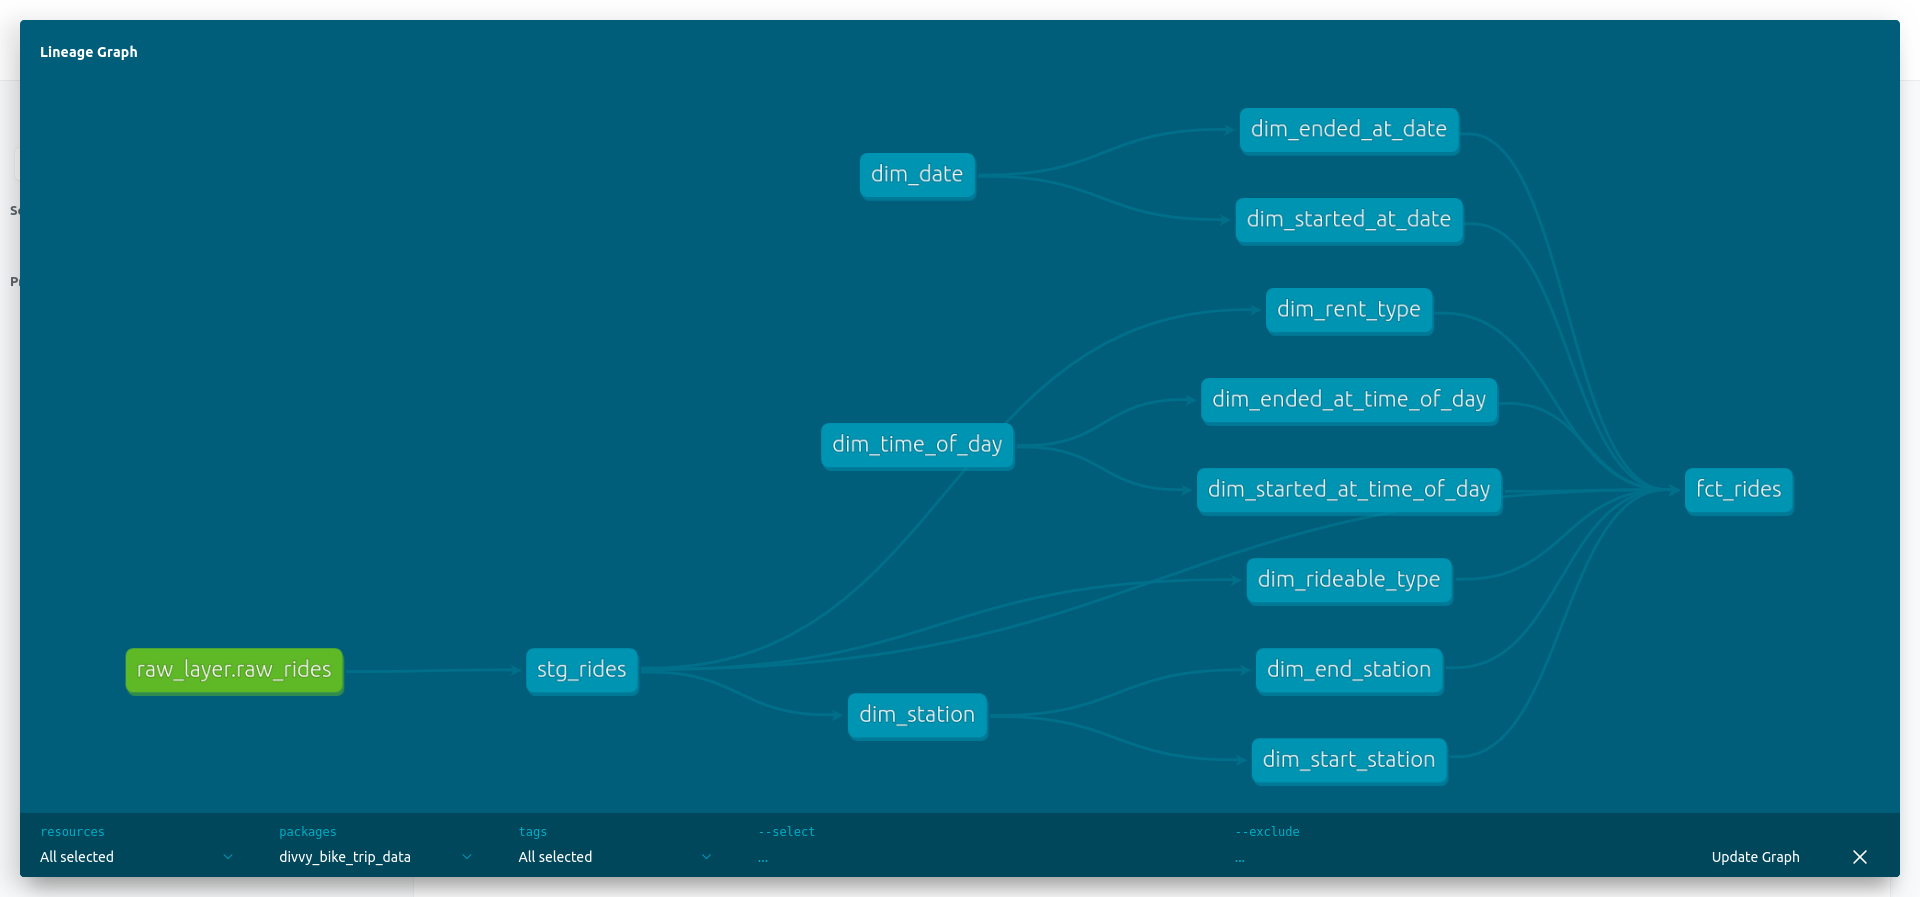 Lineage Graph
dim_ended_at_date
dim_date
dim_started_at_date
dim_rent_type
dim_ended_at_time_of_day
dim_time_of_day
dim_started_at_time_of_day
fct_rides
dim_rideable_type
raw_layer.raw_rides
stg_rides
dim_end_station
dim_station
dim_start_station
resources packages tags --select --exclude
All selected divvy_bike_trip_data All selected ... ... Update Graph